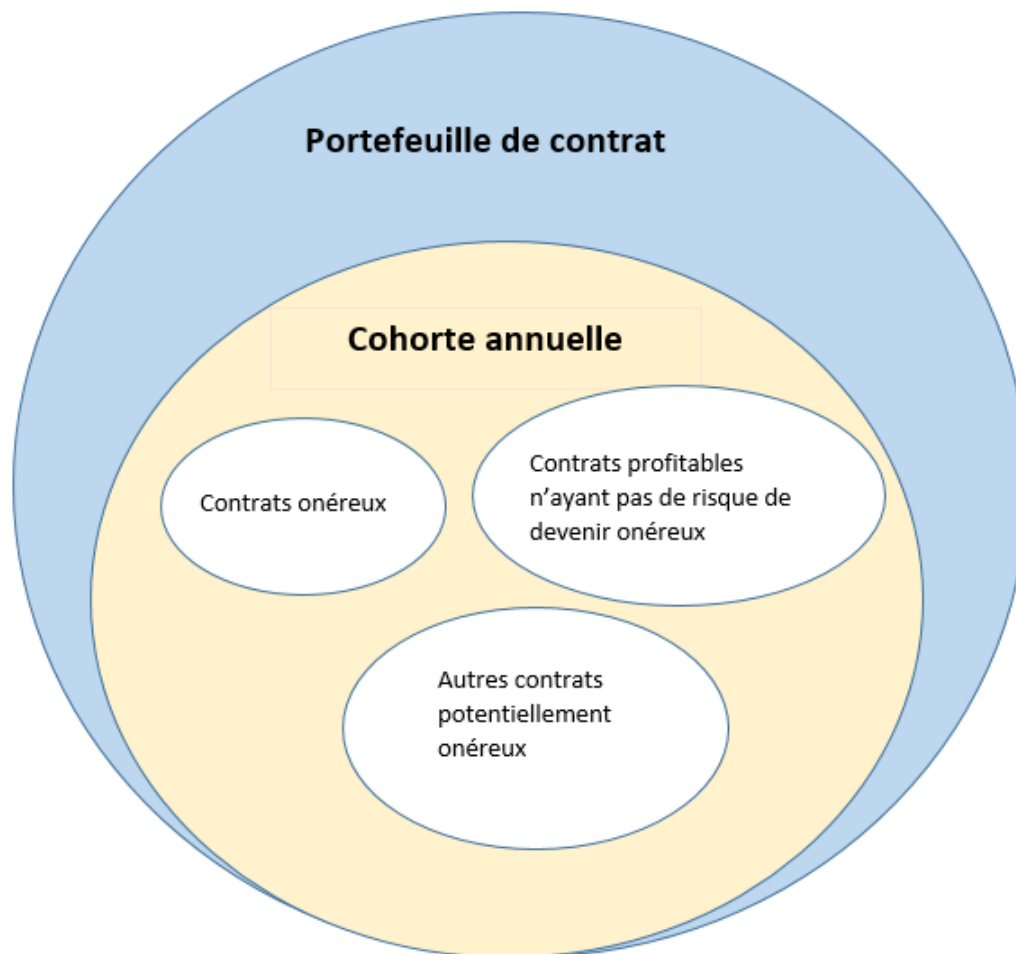 Portefeuille de contrat
Cohorte annuelle
Contrats onéreux
Contrats profitables
n’ayant pas de risque de
devenir onéreux
Autres contrats
potentiellement
onéreux